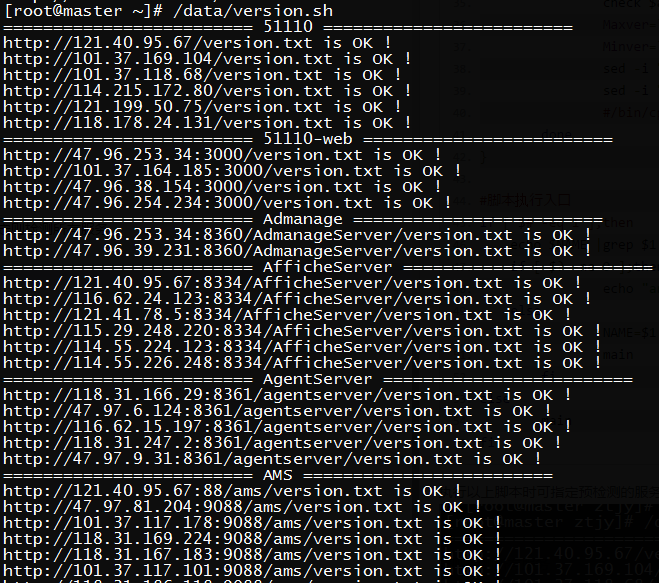 [root@master ~]# /data/version.sh
========================= 51110 =========================
http://121.40.95.67/version.txt is OK !
http://101.37.169.104/version.txt is OK !
http://101.37.118.68/version.txt is OK !
http://114.215.172.80/version.txt is OK !
http://121.199.50.75/version.txt is OK !
http://118.178.24.131/version.txt is OK !
========================= 51110-web =========================
http://47.96.253.34:3000/version.txt is OK !
http://101.37.164.185:3000/version.txt is OK !
http://47.96.38.154:3000/version.txt is OK !
http://47.96.254.234:3000/version.txt is OK !
========================= Admanage =========================
http://47.96.253.34:8360/AdmanageServer/version.txt is OK !
http://47.96.39.231:8360/AdmanageServer/version.txt is OK !
========================= AfficheServer =========================
http://121.40.95.67:8334/AfficheServer/version.txt is OK !
http://116.62.24.123:8334/AfficheServer/version.txt is OK !
http://121.41.78.5:8334/AfficheServer/version.txt is OK !
http://115.29.248.220:8334/AfficheServer/version.txt is OK !
http://114.55.224.123:8334/AfficheServer/version.txt is OK !
http://114.55.226.248:8334/AfficheServer/version.txt is OK !
========================= AgentServer =========================
http://118.31.166.29:8361/agentserver/version.txt is OK !
http://47.97.6.124:8361/agentserver/version.txt is OK !
http://116.62.15.197:8361/agentserver/version.txt is OK !
http://118.31.247.2:8361/agentserver/version.txt is OK !
http://47.97.9.31:8361/agentserver/version.txt is OK !
========================= AMS =========================
http://121.40.95.67:88/ams/version.txt is OK !
http://47.97.81.204:9088/ams/version.txt is OK !
http://101.37.117.178:9088/ams/version.txt is OK !
http://118.31.169.224:9088/ams/version.txt is OK !
http://118.31.167.183:9088/ams/version.txt is OK !
http://101.37.117.101:9088/ams/version.txt is OK !